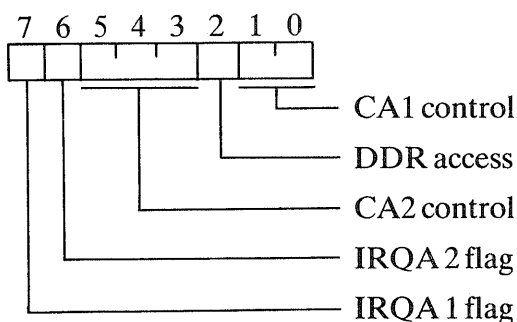 7 6 5 4 3 2 1 0
CA1 control
DDR access
CA2 control
IRQA 2 flag
IRQA 1 flag